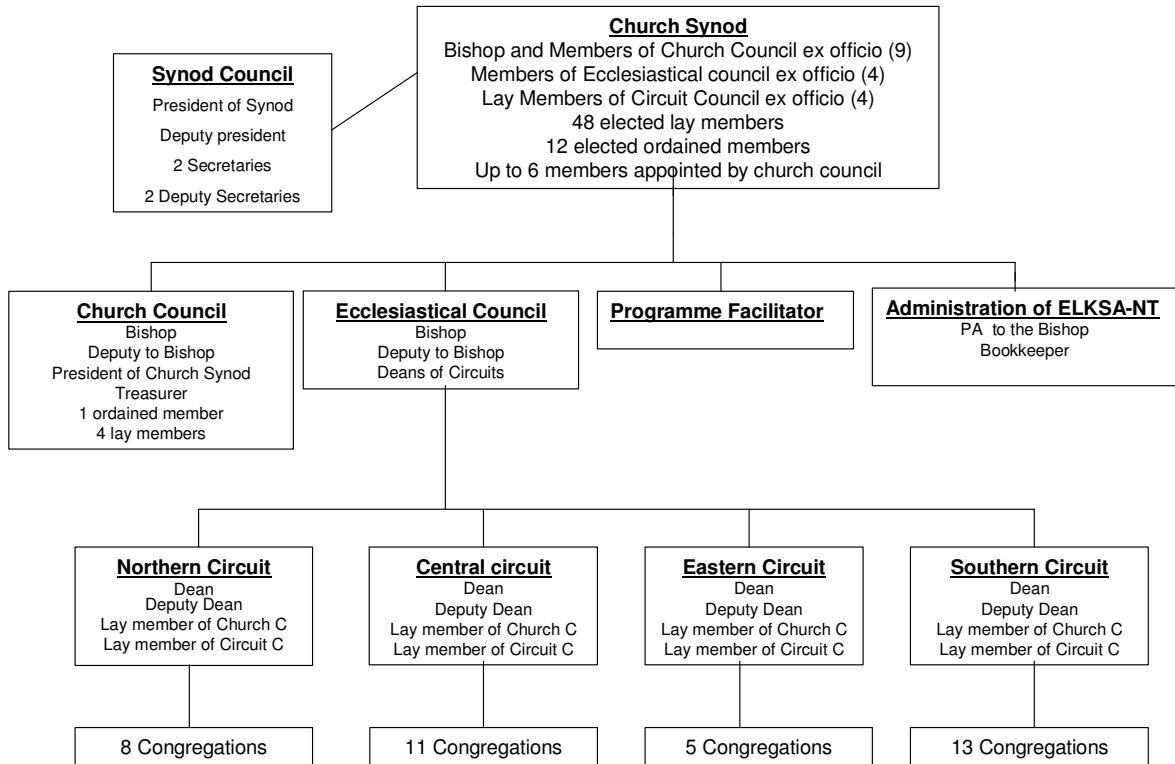 Church Synod
Bishop and Members of Church Council ex officio (9)
Members of Ecclesiastical council ex officio (4)
Lay Members of Circuit Council ex officio (4)
48 elected lay members
12 elected ordained members
Up to 6 members appointed by church council
Synod Council
President of Synod
Deputy president
2 Secretaries
2 Deputy Secretaries
Church Council
Bishop
Deputy to Bishop
President of Church Synod
Treasurer
1 ordained member
4 lay members
Ecclesiastical Council
Bishop
Deputy to Bishop
Deans of Circuits
Programme Facilitator
Administration of ELKSA-NT
PA to the Bishop
Bookkeeper
Northern Circuit
Dean
Deputy Dean
Lay member of Church C
Lay member of Circuit C
Central circuit
Dean
Deputy Dean
Lay member of Church C
Lay member of Circuit C
Eastern Circuit
Dean
Deputy Dean
Lay member of Church C
Lay member of Circuit C
Southern Circuit
Dean
Deputy Dean
Lay member of Church C
Lay member of Circuit C
8 Congregations
11 Congregations
5 Congregations
13 Congregations